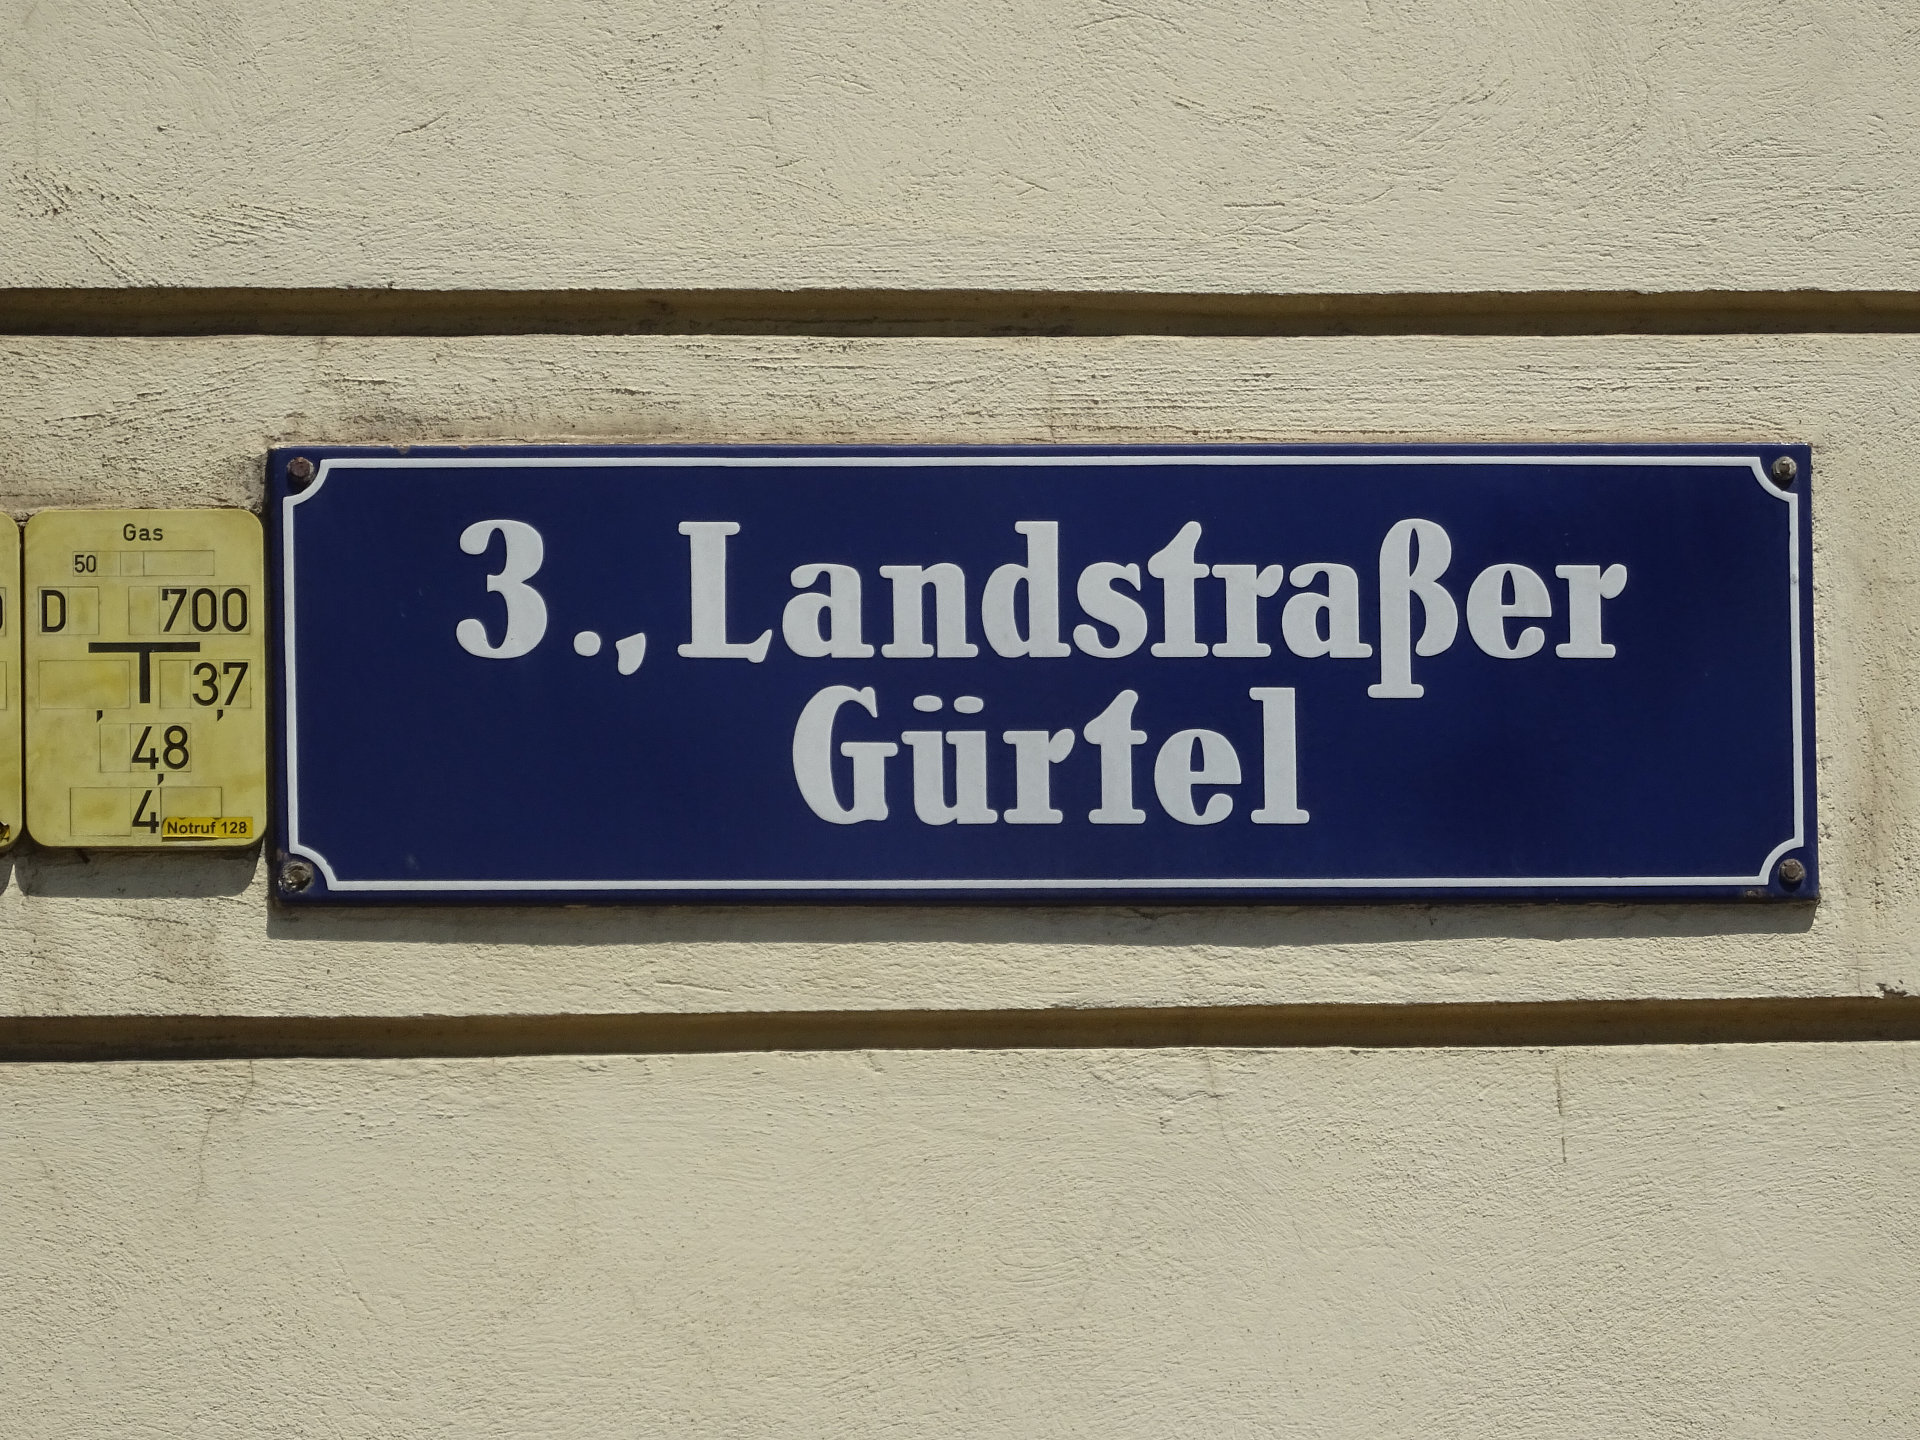 3., Landstraßer
Gürtel
Gas
50
D 700
T 37,
,
48,
4
Notruf 128